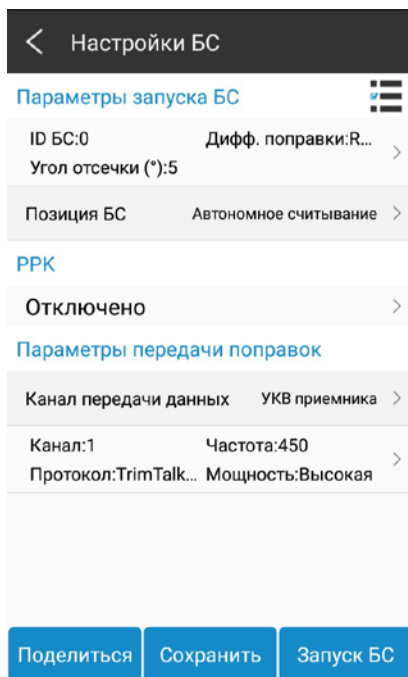 Настройки БС
Параметры запуска БС
ID БС:0 Дифф. поправки:R...
Угол отсечки (°):5
Позиция БС Автономное считывание
PPK
Отключено
Параметры передачи поправок
Канал передачи данных УКВ приемника
Канал:1 Частота:450
Протокол:TrimTalk... Мощность:Высокая
Поделиться Сохранить Запуск БС